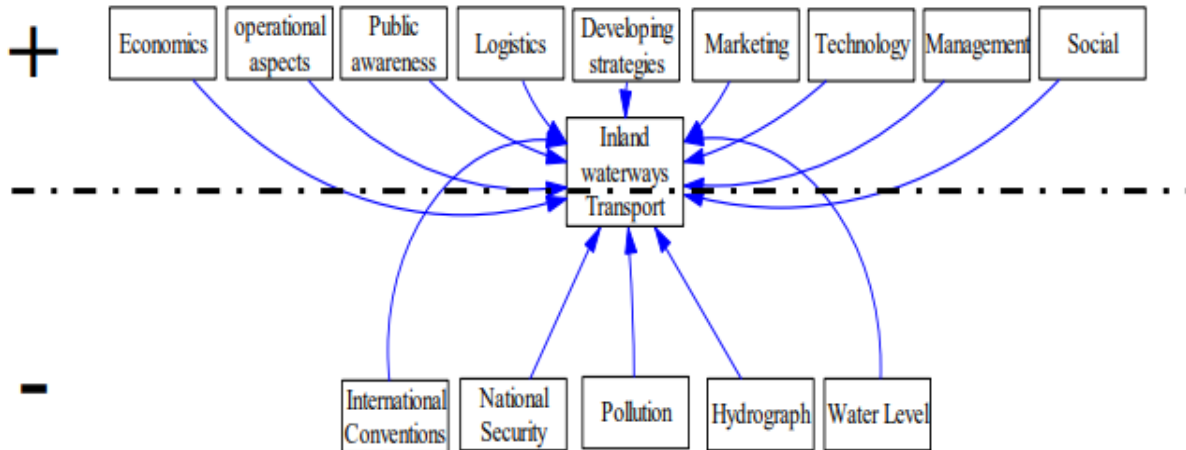 +
Economics
operational
aspects
Public
awareness
Logistics
Developing
strategies
Marketing
Technology
Management
Social
Inland
waterways
Transport
-
International
Conventions
National
Security
Pollution
Hydrograph
Water Level